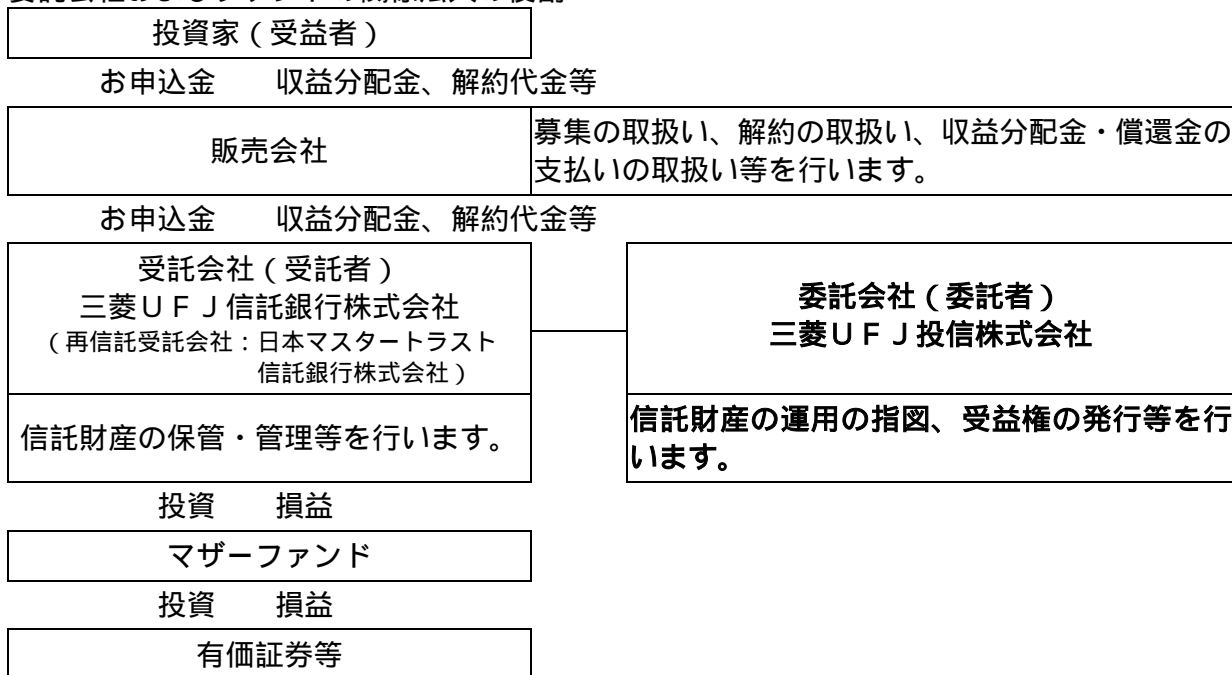 投資家（受益者）
お申込金　収益分配金、解約代金等
販売会社
募集の取扱い、解約の取扱い、収益分配金・償還金の
支払いの取扱い等を行います。
お申込金　収益分配金、解約代金等
受託会社（受託者）
三菱ＵＦＪ信託銀行株式会社
（再信託受託会社：日本マスタートラスト
信託銀行株式会社）
委託会社（委託者）
三菱ＵＦＪ投信株式会社
信託財産の保管・管理等を行います。
信託財産の運用の指図、受益権の発行等を行
います。
投資　損益
マザーファンド
投資　損益
有価証券等